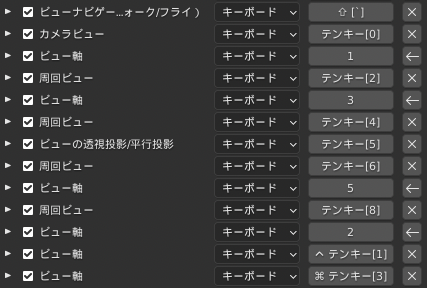 ビューナビゲー...ォーク/フライ） キーボード ⇧ [`]
カメラビュー キーボード テンキー[0]
ビュー軸 キーボード 1
周回ビュー キーボード テンキー[2]
ビュー軸 キーボード 3
周回ビュー キーボード テンキー[4]
ビューの透視投影/平行投影 キーボード テンキー[5]
周回ビュー キーボード テンキー[6]
ビュー軸 キーボード 5
周回ビュー キーボード テンキー[8]
ビュー軸 キーボード 2
ビュー軸 キーボード ^ テンキー[1]
ビュー軸 キーボード ⌘ テンキー[3]